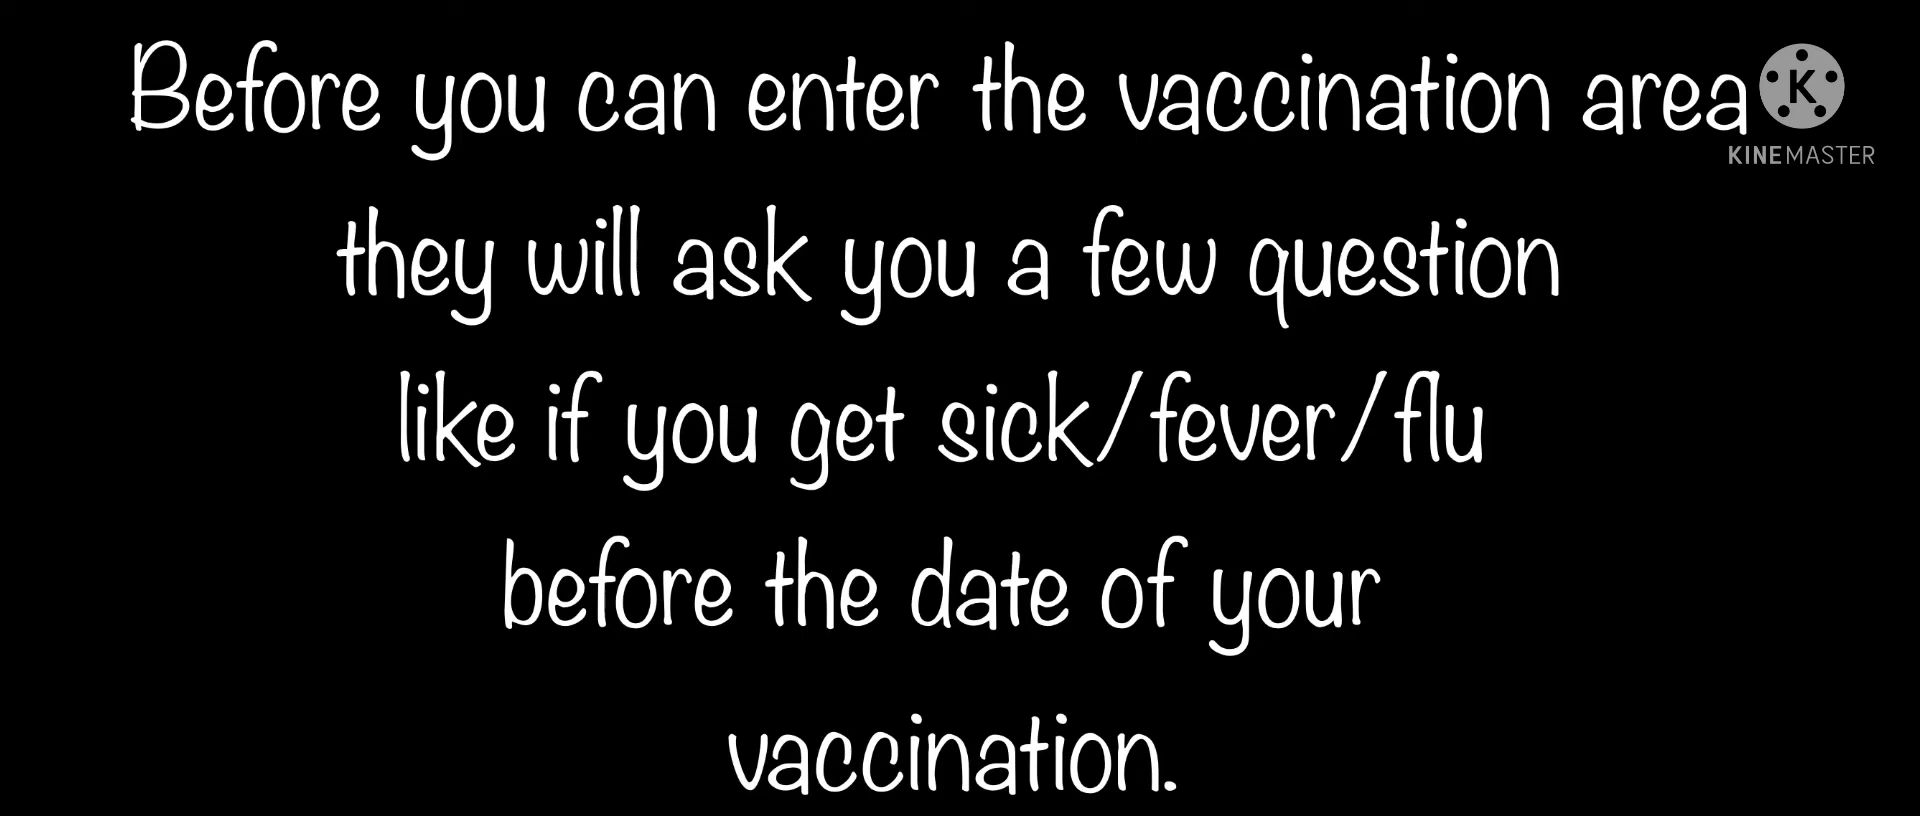 Before you can enter the vaccination area
K
KINEMASTER
they will ask you a few question
like if you get sick/fever/flu
before the date of your
vaccination.